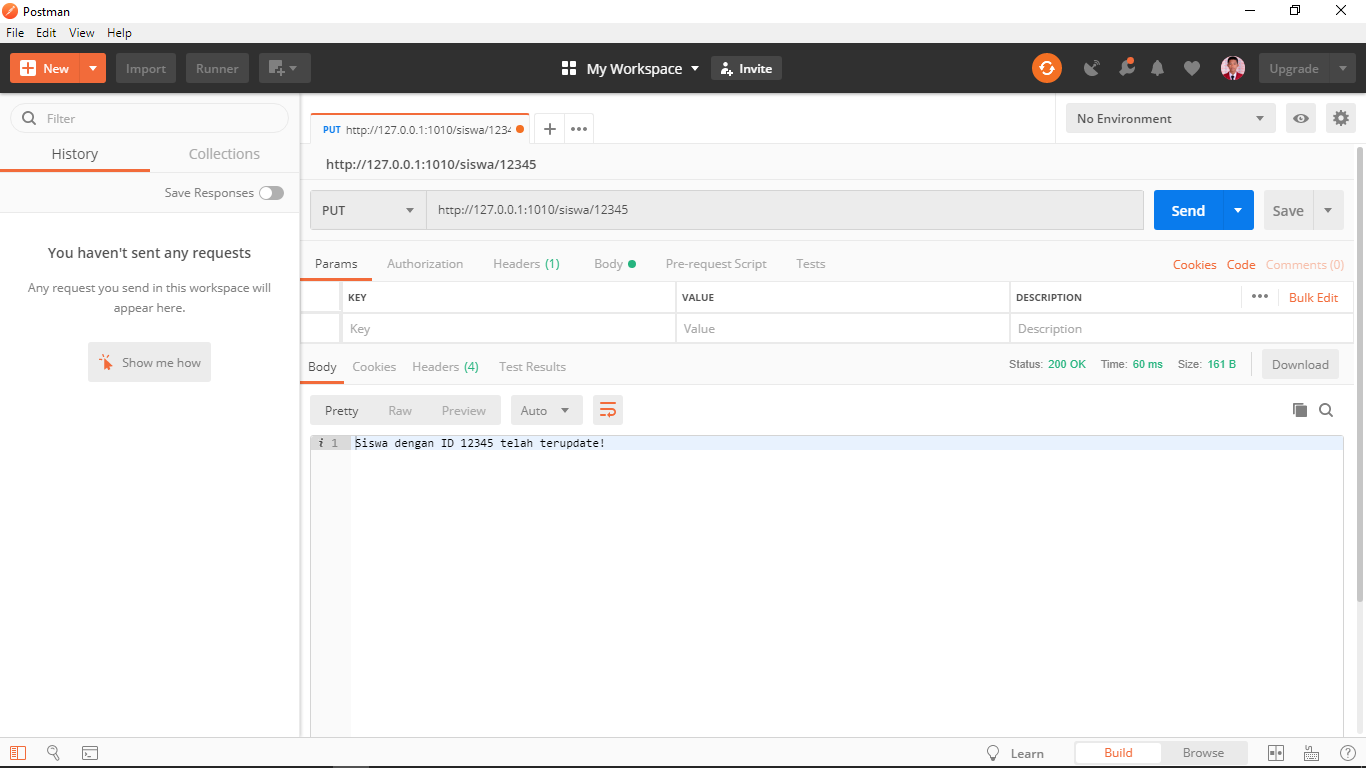 Postman
File Edit View Help
New Import Runner My Workspace Invite Upgrade
Filter
History Collections
Save Responses
You haven't sent any requests
Any request you send in this workspace will
appear here.
Show me how
PUT http://127.0.0.1:1010/siswa/1234 No Environment
http://127.0.0.1:1010/siswa/12345
PUT http://127.0.0.1:1010/siswa/12345 Send Save
Params Authorization Headers (1) Body Pre-request Script Tests Cookies Code Comments (0)
KEY VALUE DESCRIPTION Bulk Edit
Key Value Description
Body Cookies Headers (4) Test Results Status: 200 OK Time: 60 ms Size: 161 B Download
Pretty Raw Preview Auto
i 1 Siswa dengan ID 12345 telah terupdate!
Learn Build Browse